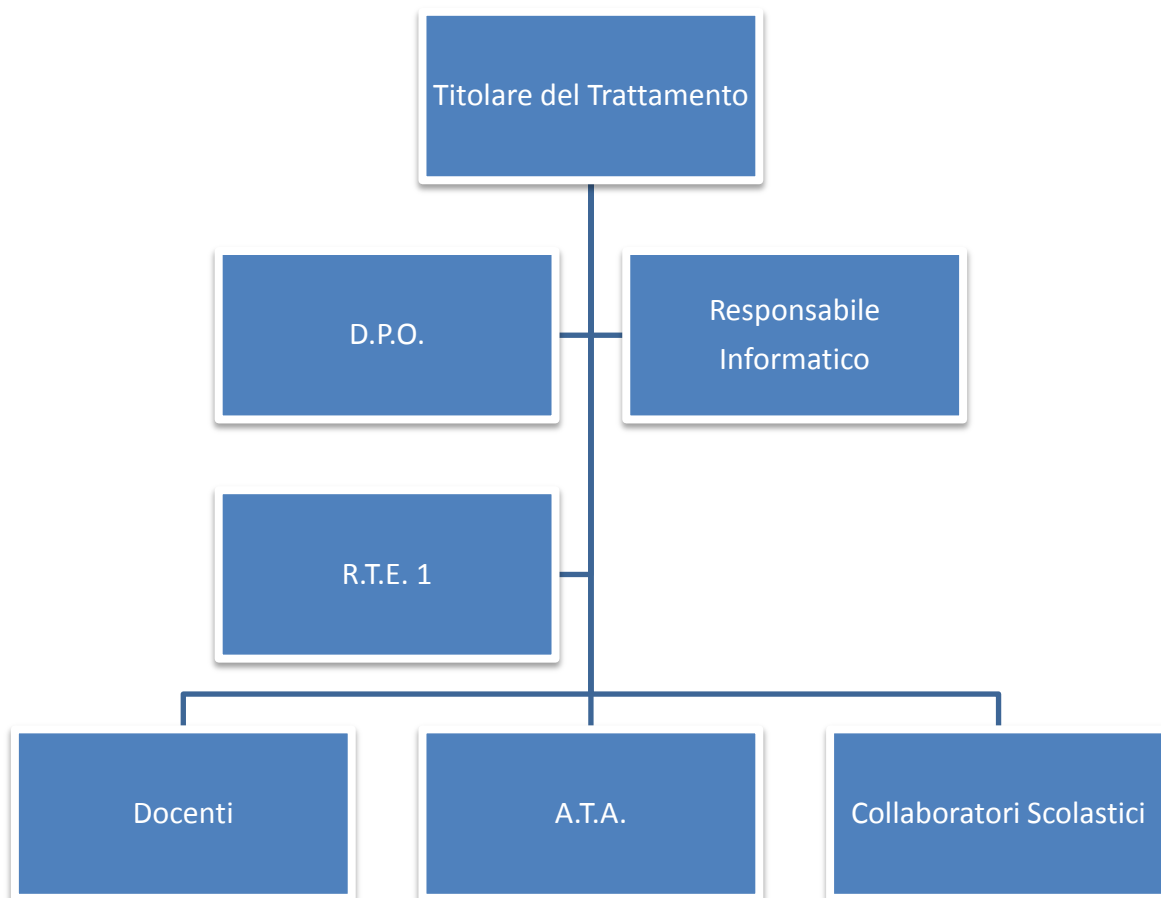 Titolare del Trattamento
D.P.O.
Responsabile
Informatico
R.T.E. 1
Docenti
A.T.A.
Collaboratori Scolastici